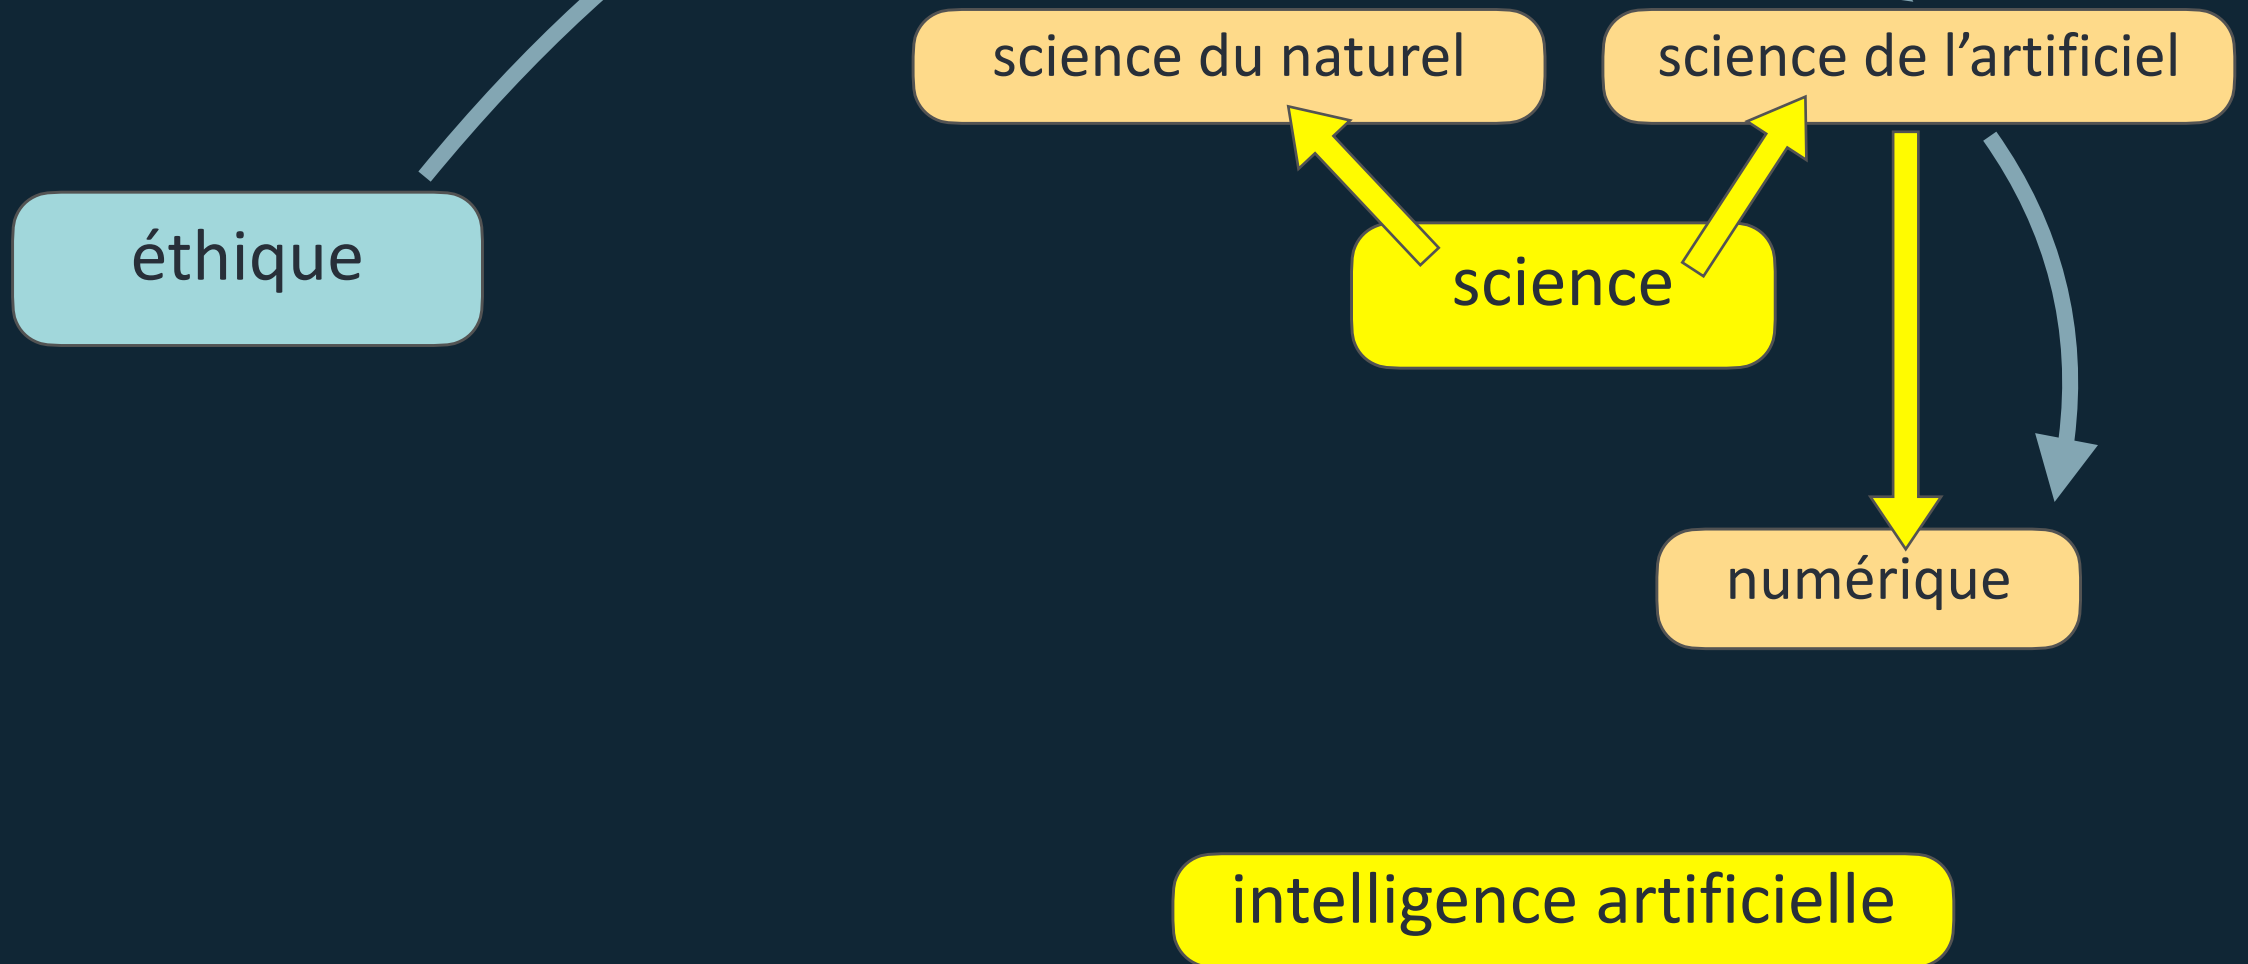 science du naturel
science de l’artificiel
éthique
science
numérique
intelligence artificielle